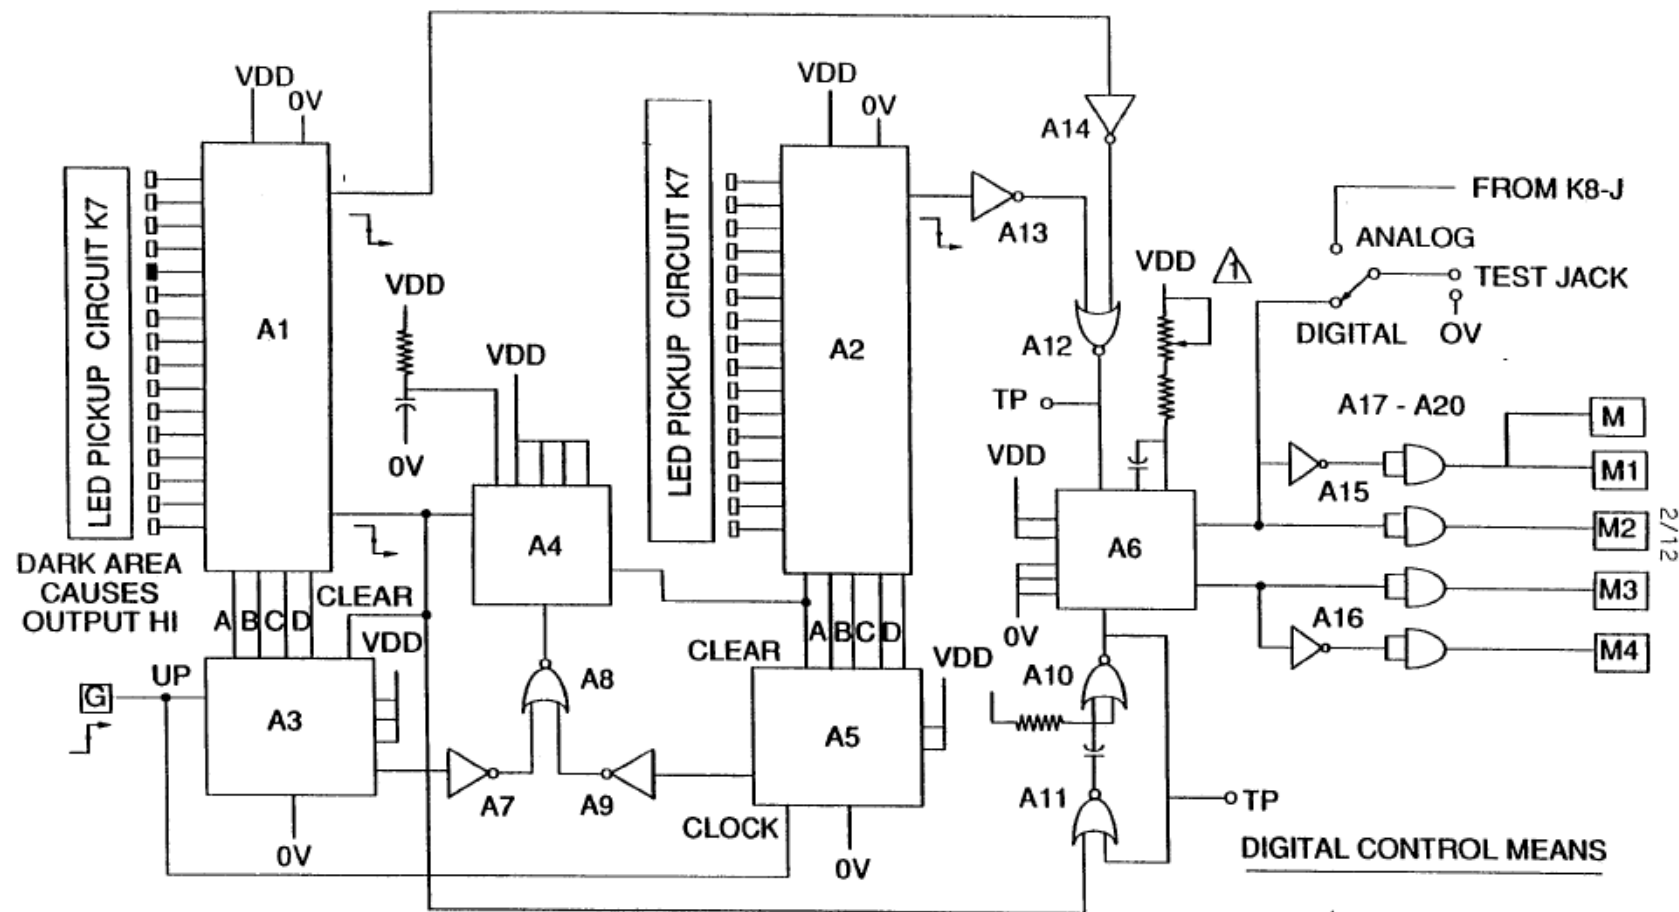 VDD
0V
LED PICKUP CIRCUIT K7
A1
DARK AREA
CAUSES
OUTPUT HI
A B C D
CLEAR
VDD
UP
G
A3
0V
VDD
0V
VDD
A4
A8
A7
A9
LED PICKUP CIRCUIT K7
VDD
0V
A2
A B C D
CLEAR
VDD
A5
CLOCK
0V
A14
A13
A12
TP
VDD
1
VDD
A6
0V
VDD
A10
A11
TP
FROM K8-J
ANALOG
TEST JACK
DIGITAL
OV
A17 - A20
A15
A16
M
M1
M2
M3
M4
2/12
DIGITAL CONTROL MEANS